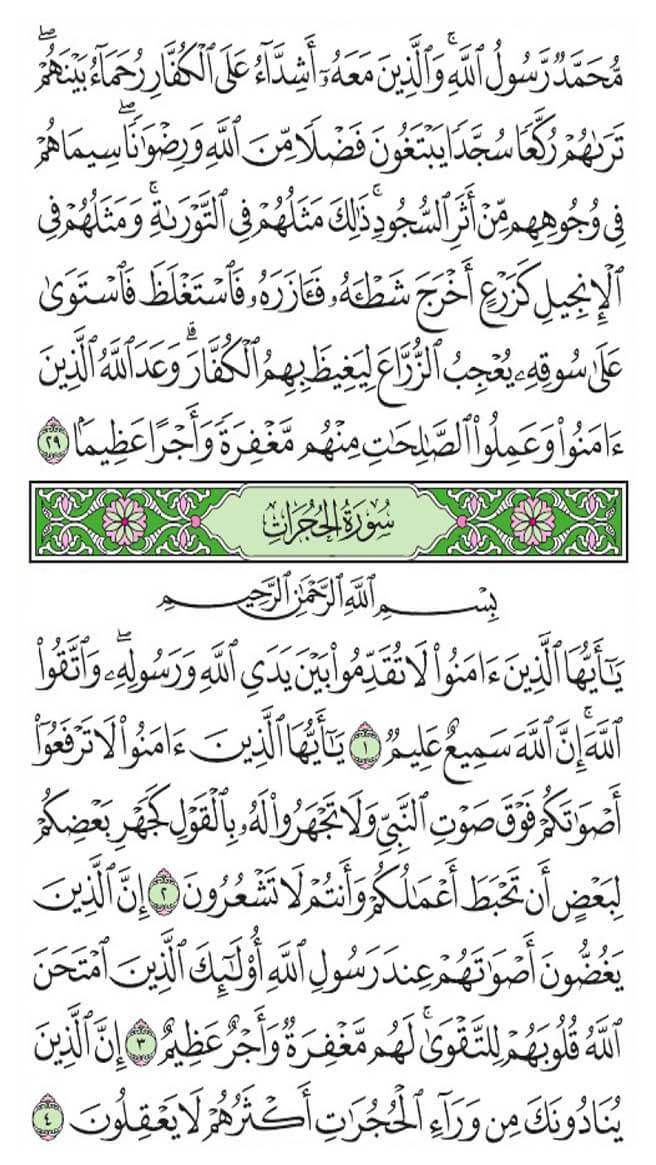 مُّحَمَّدٌ رَّسُولُ ٱللَّهِۚ وَٱلَّذِينَ مَعَهُۥٓ أَشِدَّآءُ عَلَى ٱلْكُفَّارِ رُحَمَآءُ بَيْنَهُمْۖ
تَرَىٰهُمْ رُكَّعًا سُجَّدًا يَبْتَغُونَ فَضْلًا مِّنَ ٱللَّهِ وَرِضْوَٰنًاۖ سِيمَاهُمْ
فِى وُجُوهِهِم مِّنْ أَثَرِ ٱلسُّجُودِۚ ذَٰلِكَ مَثَلُهُمْ فِى ٱلتَّوْرَىٰةِۚ وَمَثَلُهُمْ فِى
ٱلْإِنجِيلِ كَزَرْعٍ أَخْرَجَ شَطْـَٔهُۥ فَـَٔازَرَهُۥ فَٱسْتَغْلَظَ فَٱسْتَوَىٰ
عَلَىٰ سُوقِهِۦ يُعْجِبُ ٱلزُّرَّاعَ لِيَغِيظَ بِهِمُ ٱلْكُفَّارَۗ وَعَدَ ٱللَّهُ ٱلَّذِينَ
ءَامَنُوا۟ وَعَمِلُوا۟ ٱلصَّٰلِحَٰتِ مِنْهُم مَّغْفِرَةً وَأَجْرًا عَظِيمًۢا ٢٩
سُورَةُ الحُجُرَاتِ
بِسْمِ ٱللَّهِ ٱلرَّحْمَٰنِ ٱلرَّحِيمِ
يَٰٓأَيُّهَا ٱلَّذِينَ ءَامَنُوا۟ لَا تُقَدِّمُوا۟ بَيْنَ يَدَىِ ٱللَّهِ وَرَسُولِهِۦۖ وَٱتَّقُوا۟
ٱللَّهَۚ إِنَّ ٱللَّهَ سَمِيعٌ عَلِيمٌ ١ يَٰٓأَيُّهَا ٱلَّذِينَ ءَامَنُوا۟ لَا تَرْفَعُوٓا۟
أَصْوَٰتَكُمْ فَوْقَ صَوْتِ ٱلنَّبِىِّ وَلَا تَجْهَرُوا۟ لَهُۥ بِٱلْقَوْلِ كَجَهْرِ بَعْضِكُمْ
لِبَعْضٍ أَن تَحْبَطَ أَعْمَٰلُكُمْ وَأَنتُمْ لَا تَشْعُرُونَ ٢ إِنَّ ٱلَّذِينَ
يَغُضُّونَ أَصْوَٰتَهُمْ عِندَ رَسُولِ ٱللَّهِ أُو۟لَٰٓئِكَ ٱلَّذِينَ ٱمْتَحَنَ
ٱللَّهُ قُلُوبَهُمْ لِلتَّقْوَىٰۚ لَهُم مَّغْفِرَةٌ وَأَجْرٌ عَظِيمٌ ٣ إِنَّ ٱلَّذِينَ
يُنَادُونَكَ مِن وَرَآءِ ٱلْحُجُرَٰتِ أَكْثَرُهُمْ لَا يَعْقِلُونَ ٤